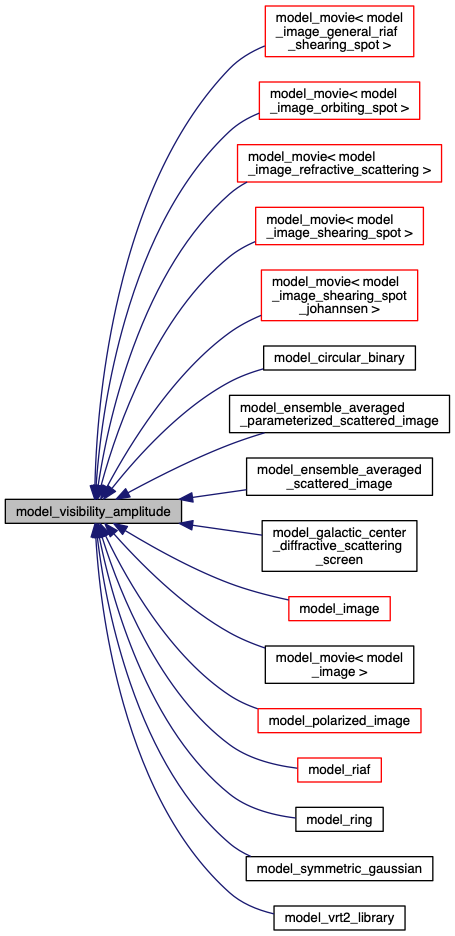 model_movie< model
_image_general_riaf
_shearing_spot >
model_movie< model
_image_orbiting_spot >
model_movie< model
_image_refractive_scattering >
model_movie< model
_image_shearing_spot >
model_movie< model
_image_shearing_spot
_johannsen >
model_circular_binary
model_ensemble_averaged
_parameterized_scattered_image
model_ensemble_averaged
_scattered_image
model_visibility_amplitude
model_galactic_center
_diffractive_scattering
_screen
model_image
model_movie< model
_image >
model_polarized_image
model_riaf
model_ring
model_symmetric_gaussian
model_vrt2_library